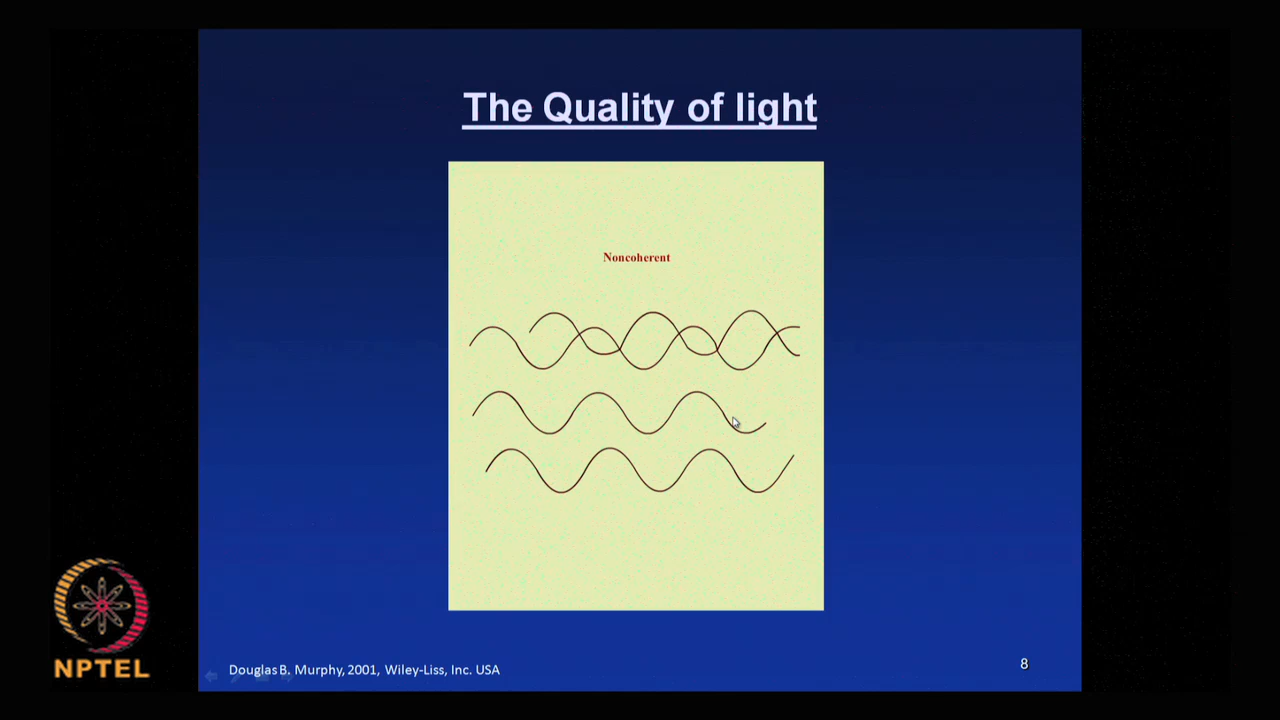 The Quality of light
Noncoherent
NPTEL
Douglas B. Murphy, 2001, Wiley-Liss, Inc. USA
8